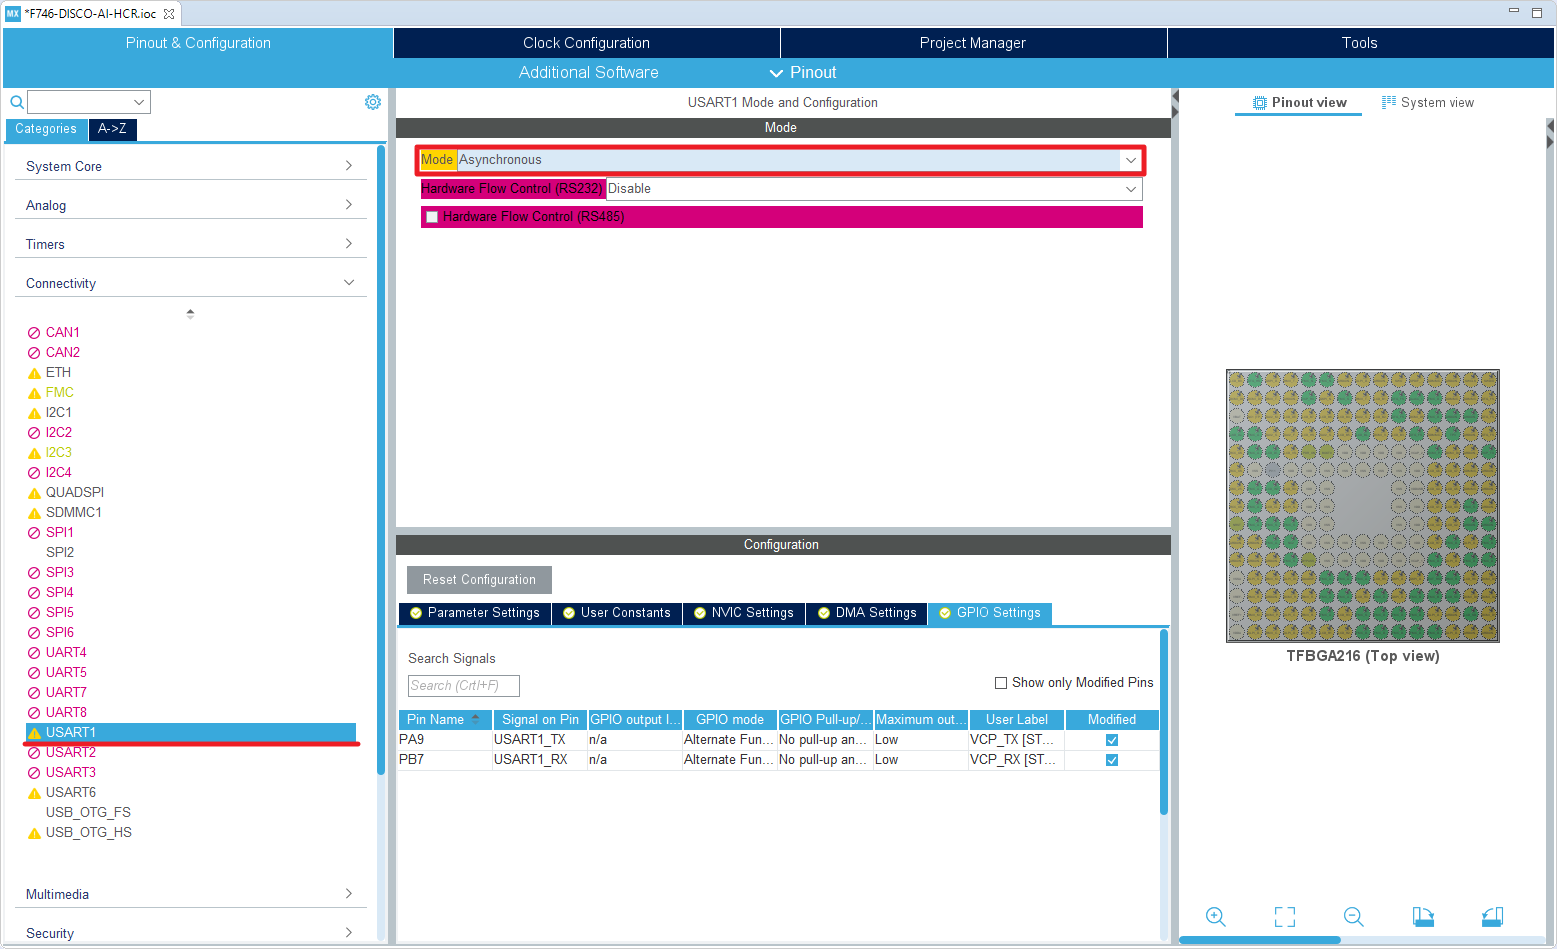 MX *F746-DISCO-AI-HCR.ioc
Pinout & Configuration
Clock Configuration
Project Manager
Tools
Additional Software
Pinout
Categories
A->Z
System Core
Analog
Timers
Connectivity
CAN1
CAN2
ETH
FMC
I2C1
I2C2
I2C3
I2C4
QUADSPI
SDMMC1
SPI1
SPI2
SPI3
SPI4
SPI5
SPI6
UART4
UART5
UART7
UART8
USART1
USART2
USART3
USART6
USB_OTG_FS
USB_OTG_HS
Multimedia
Security
USART1 Mode and Configuration
Mode
Mode Asynchronous
Hardware Flow Control (RS232) Disable
Hardware Flow Control (RS485)
Configuration
Reset Configuration
Parameter Settings
User Constants
NVIC Settings
DMA Settings
GPIO Settings
Search Signals
Search (Crtl+F)
Show only Modified Pins
Pin Name Signal on Pin GPIO output l... GPIO mode GPIO Pull-up/... Maximum out... User Label Modified
PA9 USART1_TX n/a Alternate Fun... No pull-up an... Low VCP_TX [ST...
PB7 USART1_RX n/a Alternate Fun... No pull-up an... Low VCP_RX [ST...
Pinout view
System view
TFBGA216 (Top view)